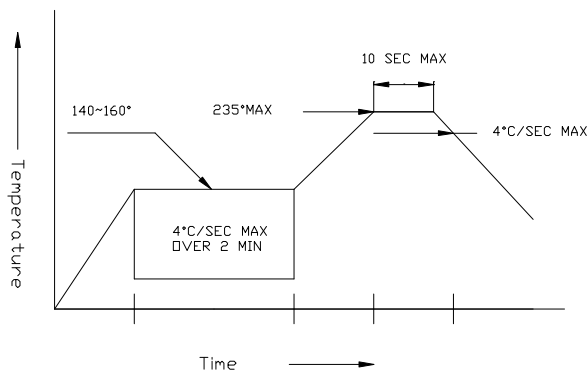 10 SEC MAX
140~160°
235°MAX
4°C/SEC MAX
4°C/SEC MAX
OVER 2 MIN
Temperature
Time